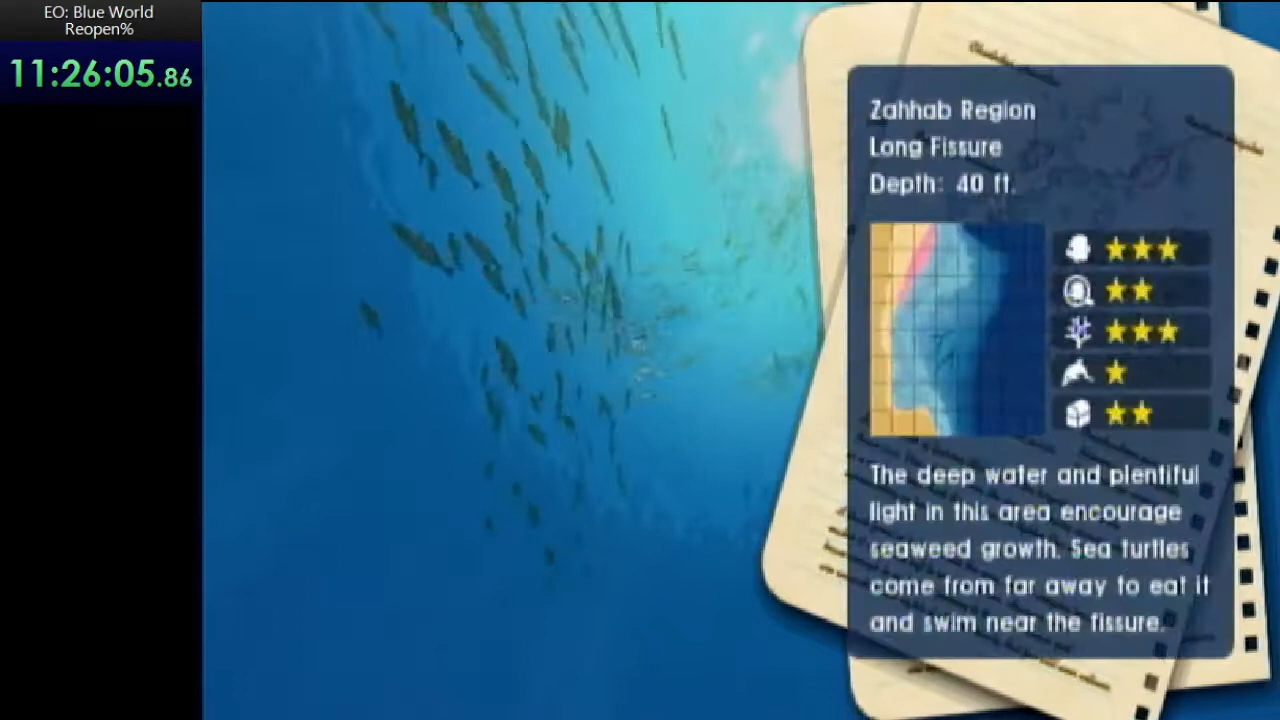 EO: Blue World
Reopen%
11:26:05.86
Zahhab Region
Long Fissure
Depth: 40 ft.
The deep water and plentiful
light in this area encourage
seaweed growth. Sea turtles
come from far away to eat it
and swim near the fissure.